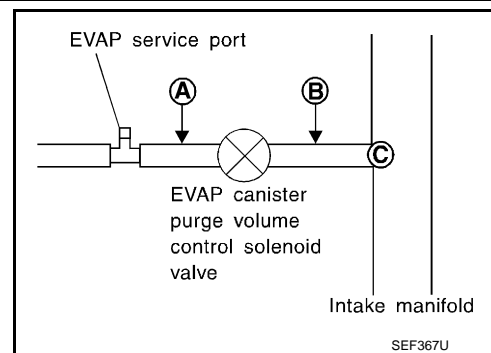 EVAP service port
A
B
C
EVAP canister
purge volume
control solenoid
valve
Intake manifold
SEF367U